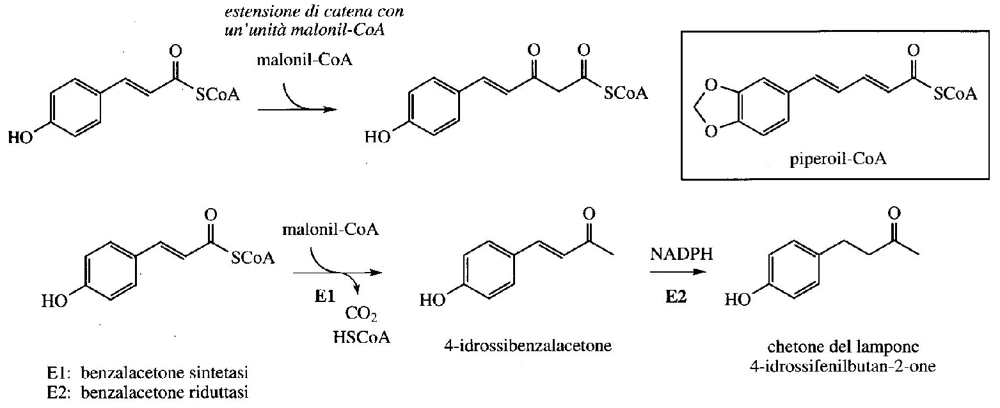 estensione di catena con
un'unità malonil-CoA
malonil-CoA
O
SCoA
HO
O
O
SCoA
HO
O
O
O
SCoA
piperoil-CoA
O
SCoA
HO
malonil-CoA
E1
CO2
HSCoA
O
HO
4-idrossibenzalacetone
NADPH
E2
O
HO
chetone del lampone
4-idrossifenilbutan-2-one
E1: benzalacetone sintetasi
E2: benzalacetone riduttasi